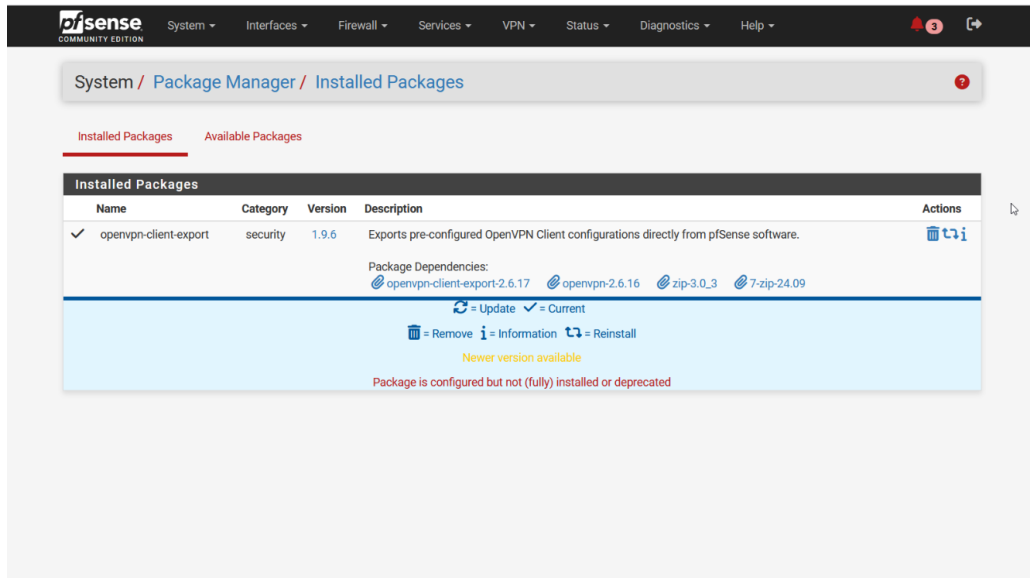 pfsense COMMUNITY EDITION System Interfaces Firewall Services VPN Status Diagnostics Help 3
System / Package Manager / Installed Packages ?
Installed Packages Available Packages
Installed Packages
Name Category Version Description Actions
openvpn-client-export security 1.9.6 Exports pre-configured OpenVPN Client configurations directly from pfSense software.
Package Dependencies:
openvpn-client-export-2.6.17 openvpn-2.6.16 zip-3.0_3 7-zip-24.09
= Update = Current
= Remove = Information = Reinstall
Newer version available
Package is configured but not (fully) installed or deprecated